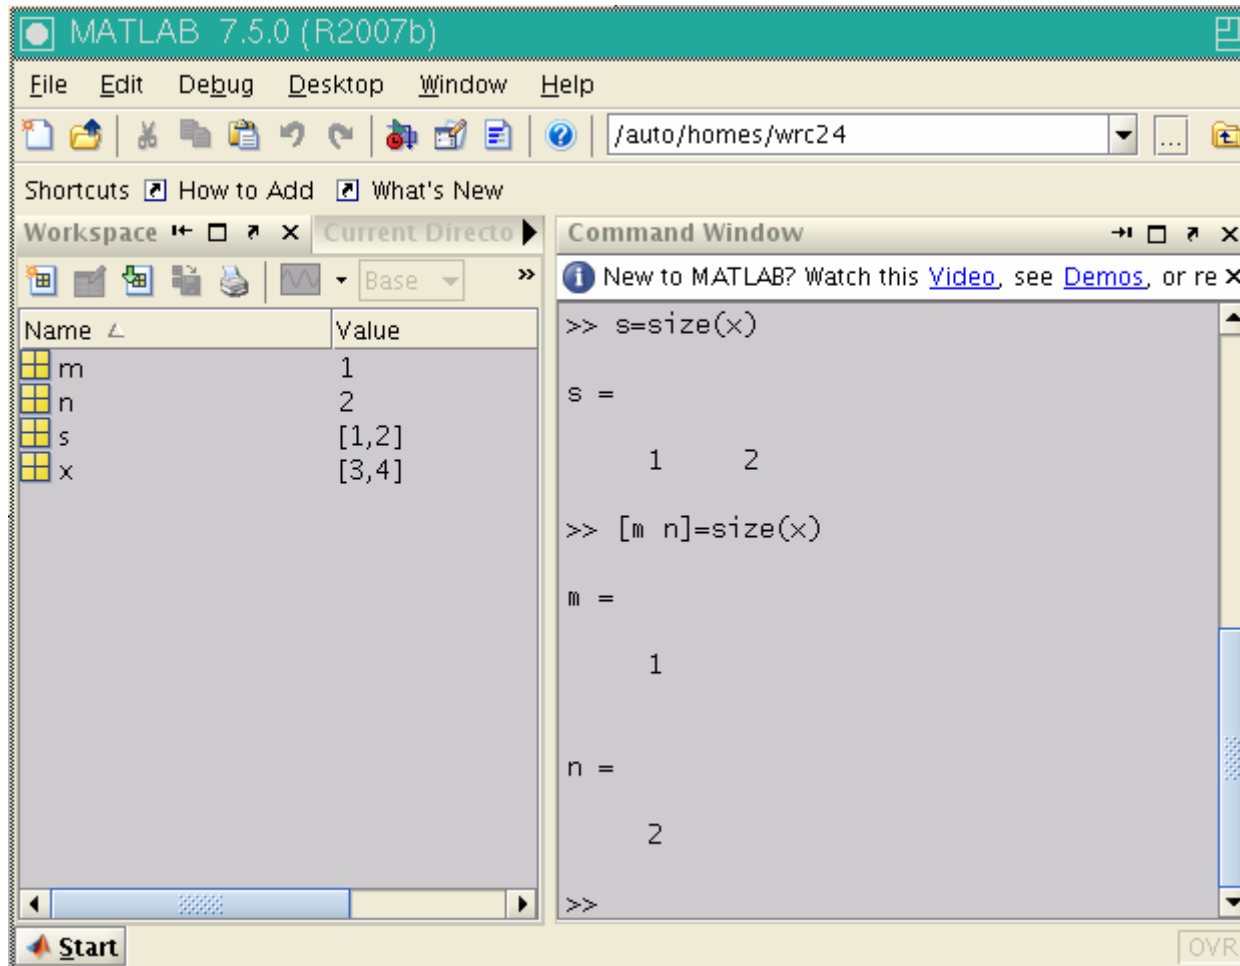 MATLAB 7.5.0 (R2007b)
File Edit Debug Desktop Window Help
/auto/homes/wrc24 ...
Shortcuts How to Add What's New
Workspace Current Directo
Base »
Name Value
m 1
n 2
s [1,2]
x [3,4]
Command Window
New to MATLAB? Watch this Video, see Demos, or re
>> s=size(x)
s =
1 2
>> [m n]=size(x)
m =
1
n =
2
>>
Start
OVR